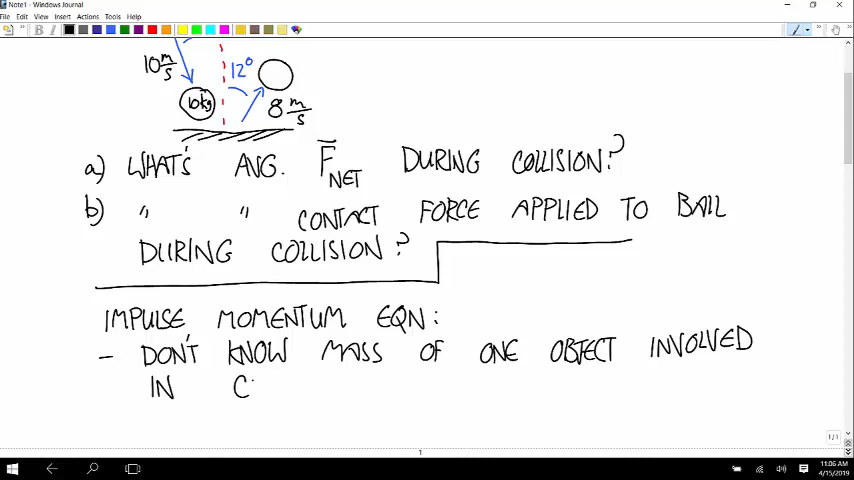 Note1 - Windows Journal
File Edit View Insert Actions Tools Help
B I
10 m/s
12°
10kg
8 m/s
a) WHAT'S AVG. F̅NET DURING COLLISION?
b) " " CONTACT FORCE APPLIED TO BALL
DURING COLLISION?
IMPULSE MOMENTUM EQN:
- DON'T KNOW MASS OF ONE OBJECT INVOLVED
IN C
1/1
1
11:06 AM
4/15/2019